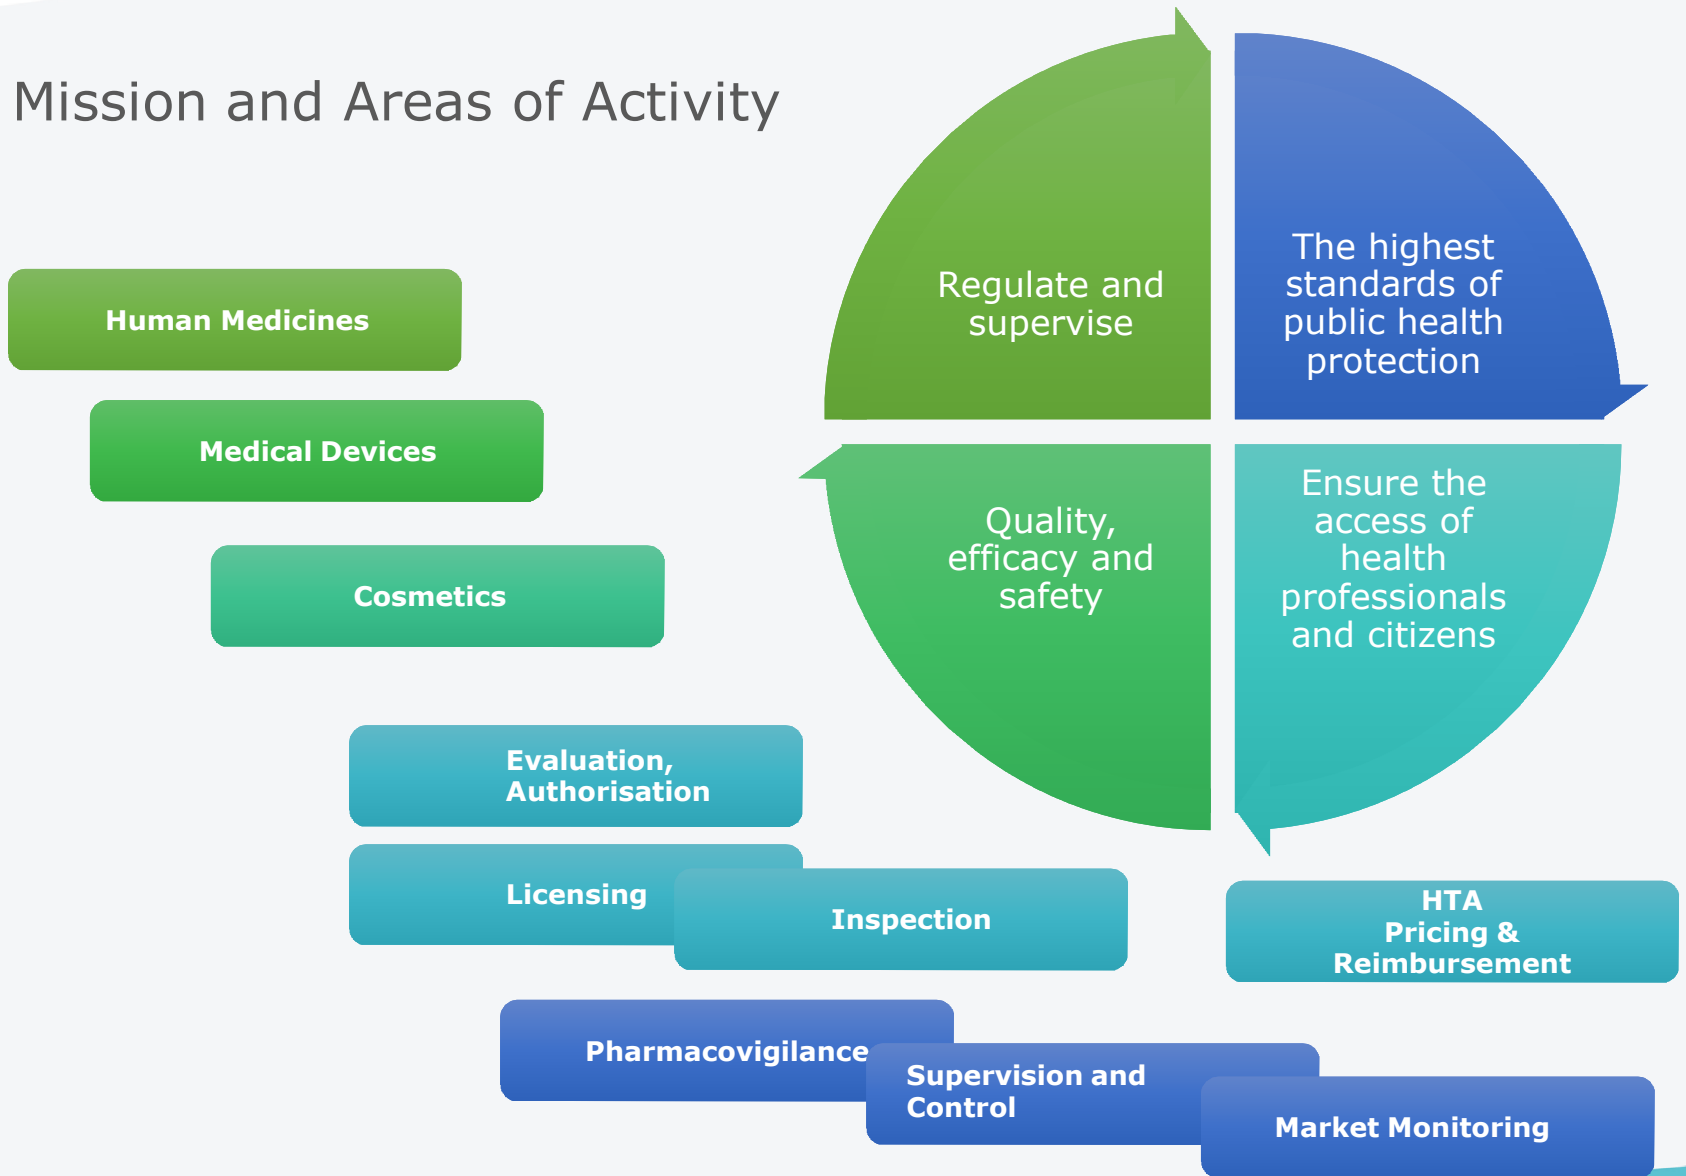 Mission and Areas of Activity
Regulate and
supervise
The highest
standards of
public health
protection
Quality,
efficacy and
safety
Ensure the
access of
health
professionals
and citizens
Human Medicines
Medical Devices
Cosmetics
Evaluation,
Authorisation
Licensing
Inspection
HTA
Pricing &
Reimbursement
Pharmacovigilance
Supervision and
Control
Market Monitoring